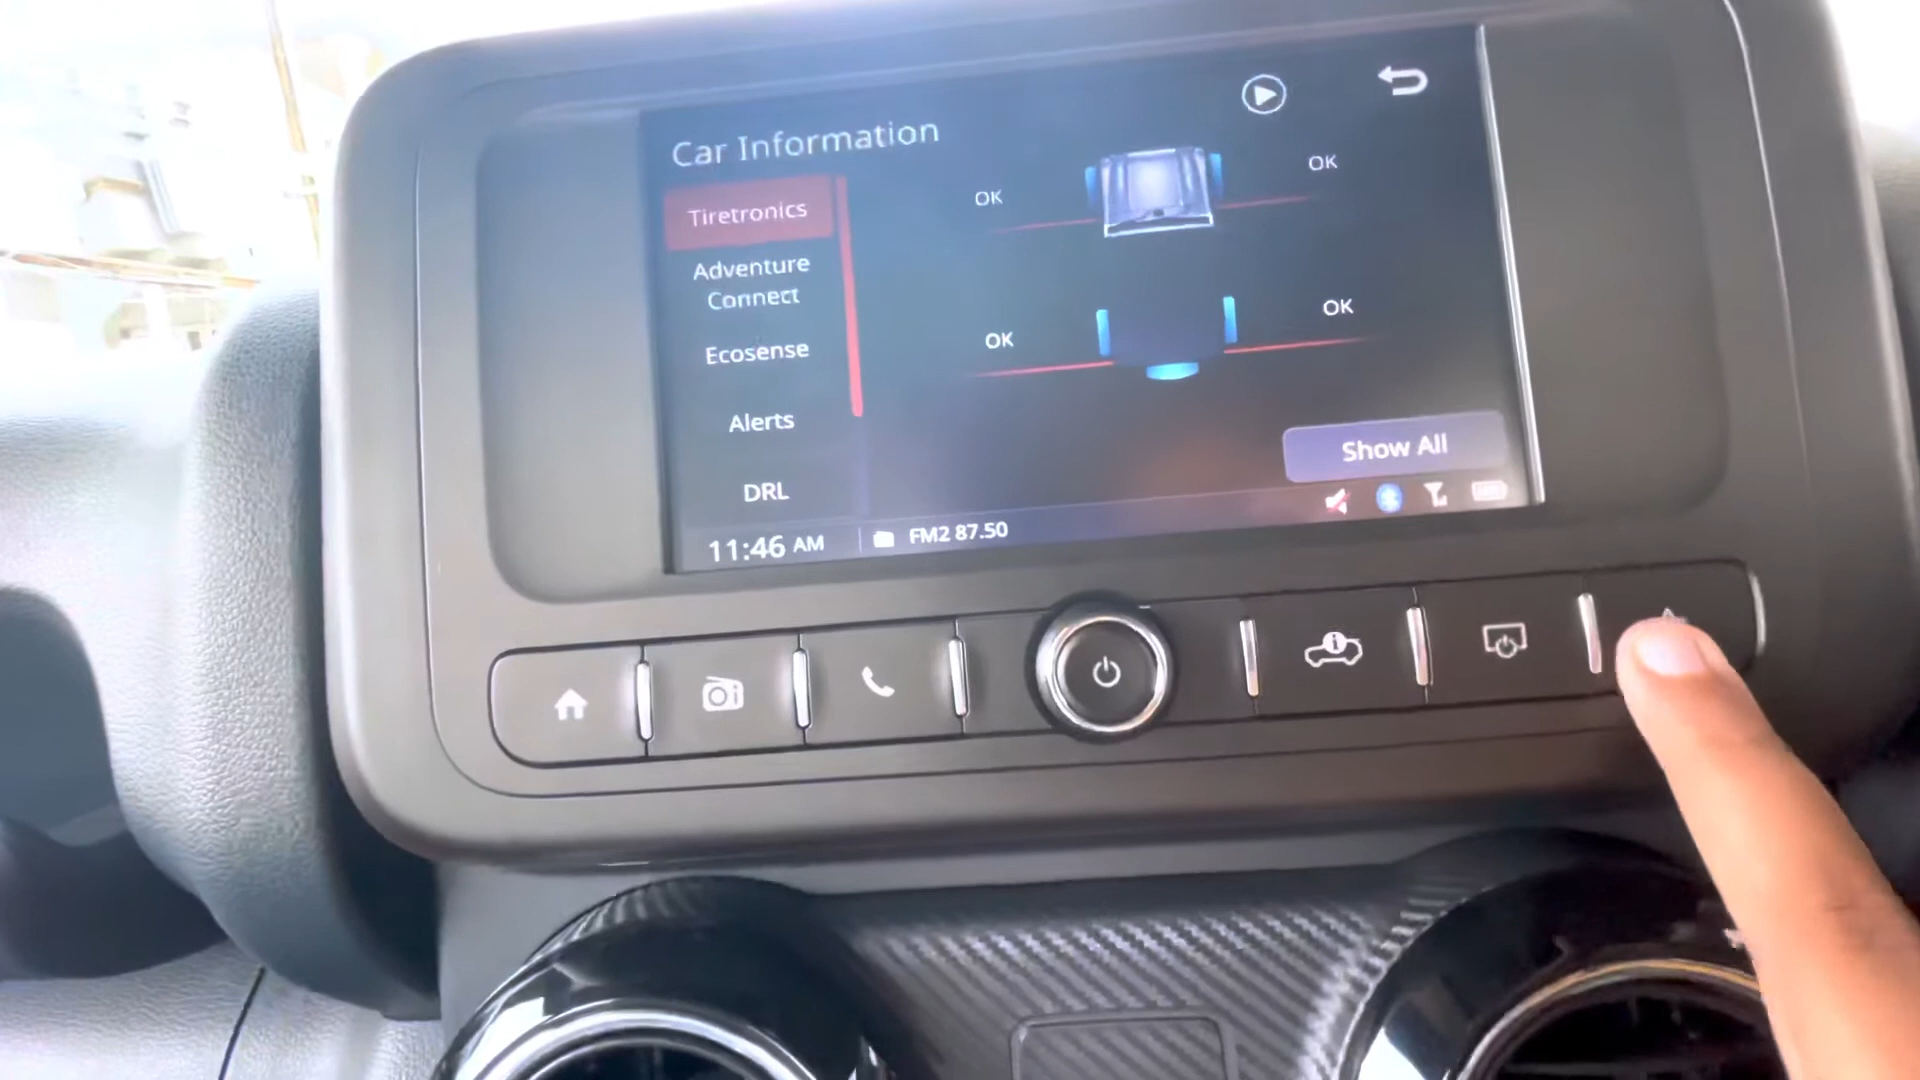 Car Information
Tiretronics
Adventure
Connect
Ecosense
Alerts
DRL
OK
OK
OK
OK
Show All
11:46 AM
FM2 87.50